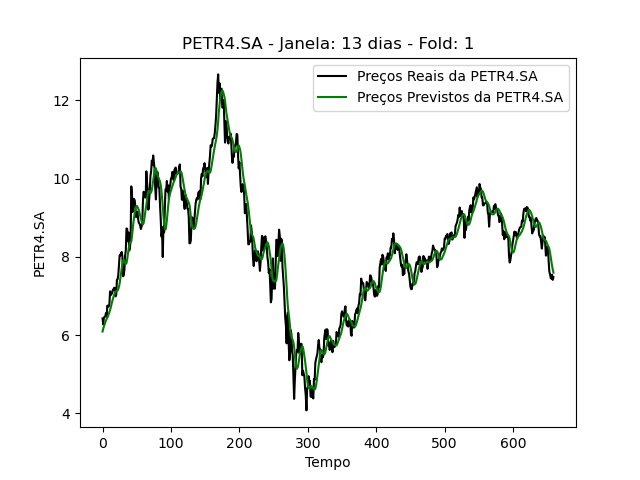 PETR4.SA - Janela: 13 dias - Fold: 1
Preços Reais da PETR4.SA
Preços Previstos da PETR4.SA
PETR4.SA
12
10
8
6
4
0 100 200 300 400 500 600
Tempo